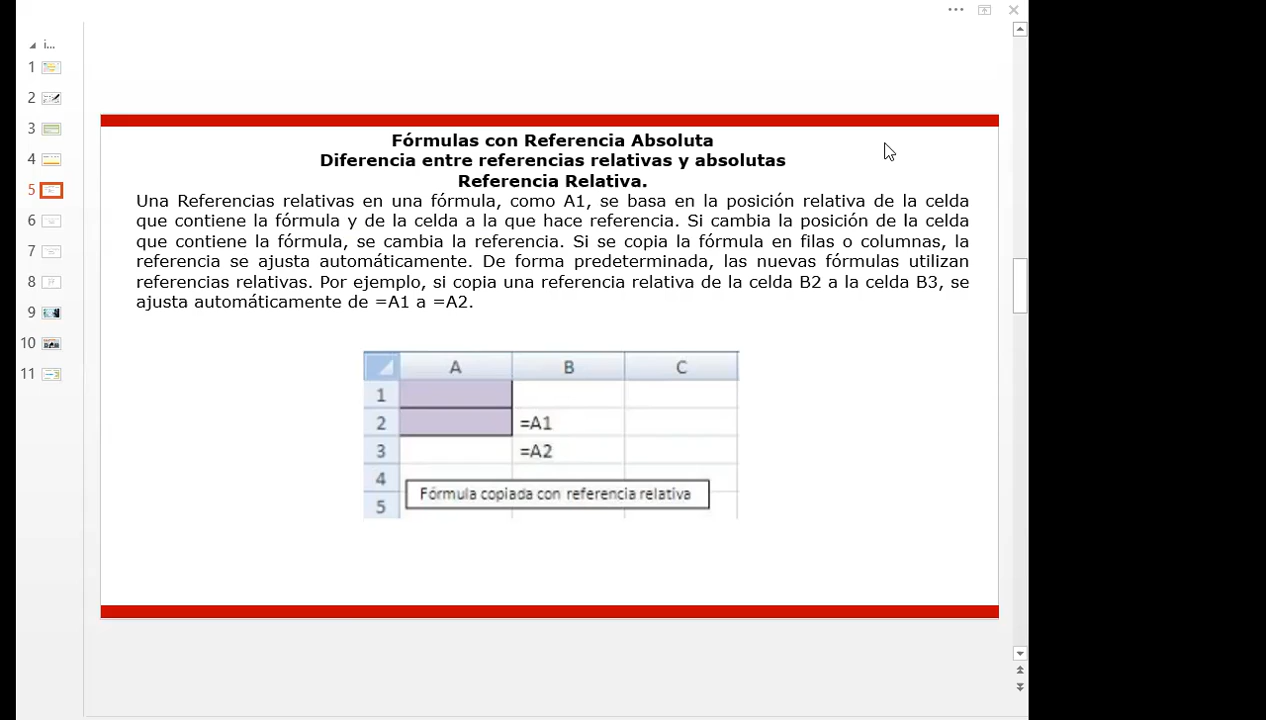 i...
1
2
3
4
5
6
7
8
9
10
11
Fórmulas con Referencia Absoluta
Diferencia entre referencias relativas y absolutas
Referencia Relativa.
Una Referencias relativas en una fórmula, como A1, se basa en la posición relativa de la celda
que contiene la fórmula y de la celda a la que hace referencia. Si cambia la posición de la celda
que contiene la fórmula, se cambia la referencia. Si se copia la fórmula en filas o columnas, la
referencia se ajusta automáticamente. De forma predeterminada, las nuevas fórmulas utilizan
referencias relativas. Por ejemplo, si copia una referencia relativa de la celda B2 a la celda B3, se
ajusta automáticamente de =A1 a =A2.
A B C
1
2 =A1
3 =A2
4
Fórmula copiada con referencia relativa
5